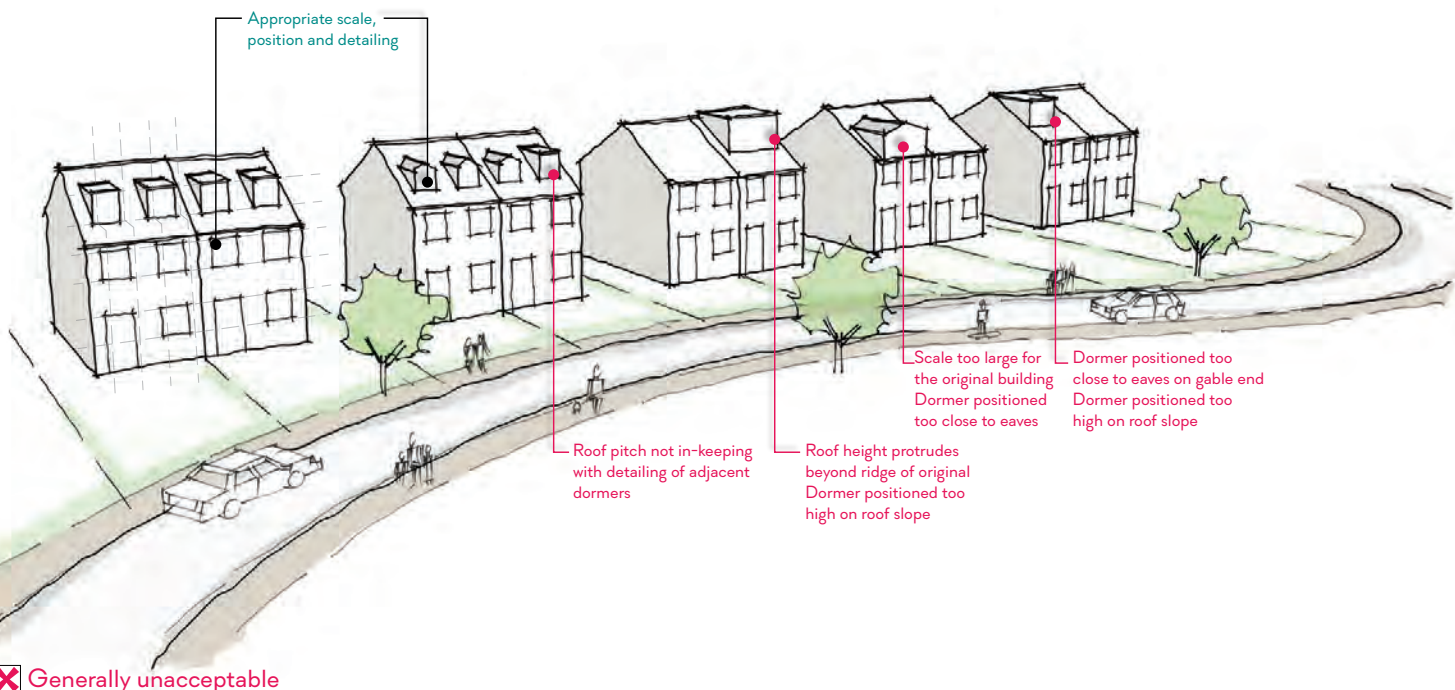 Appropriate scale,
position and detailing
Scale too large for
the original building
Dormer positioned
too close to eaves
Dormer positioned too
close to eaves on gable end
Dormer positioned too
high on roof slope
Roof pitch not in-keeping
with detailing of adjacent
dormers
Roof height protrudes
beyond ridge of original
Dormer positioned too
high on roof slope
Generally unacceptable